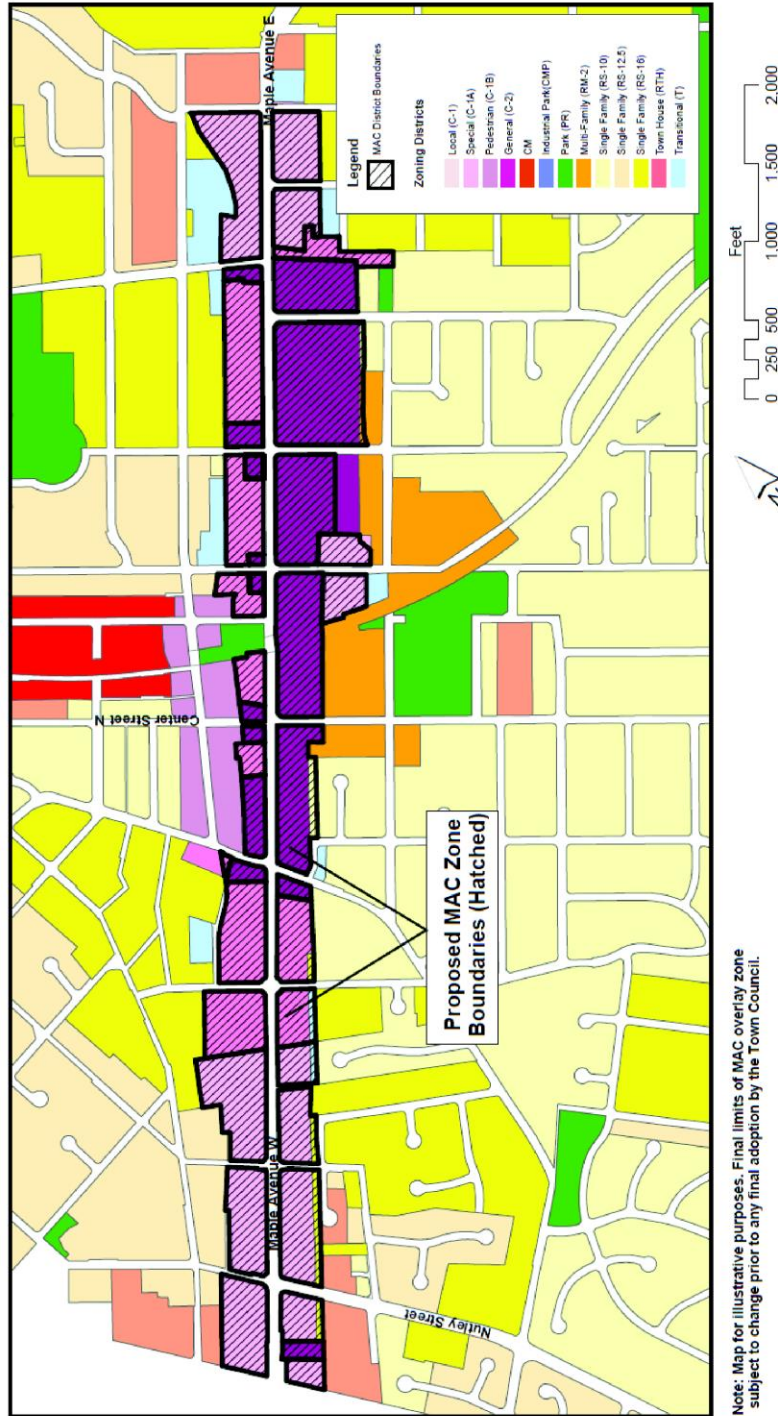 Maple Avenue E
Legend
MAC District Boundaries
Zoning Districts
Local (C-1)
Special (C-1A)
Pedestrian (C-1B)
General (C-2)
CM
Industrial Park(CMP)
Park (PR)
Multi-Family (RM-2)
Single Family (RS-10)
Single Family (RS-12.5)
Single Family (RS-16)
Town House (RTH)
Transitional (T)
Center Street N
Proposed MAC Zone
Boundaries (Hatched)
Maple Avenue W
Nutley Street
Feet
0 250 500 1,000 1,500 2,000
Note: Map for illustrative purposes. Final limits of MAC overlay zone
subject to change prior to any final adoption by the Town Council.